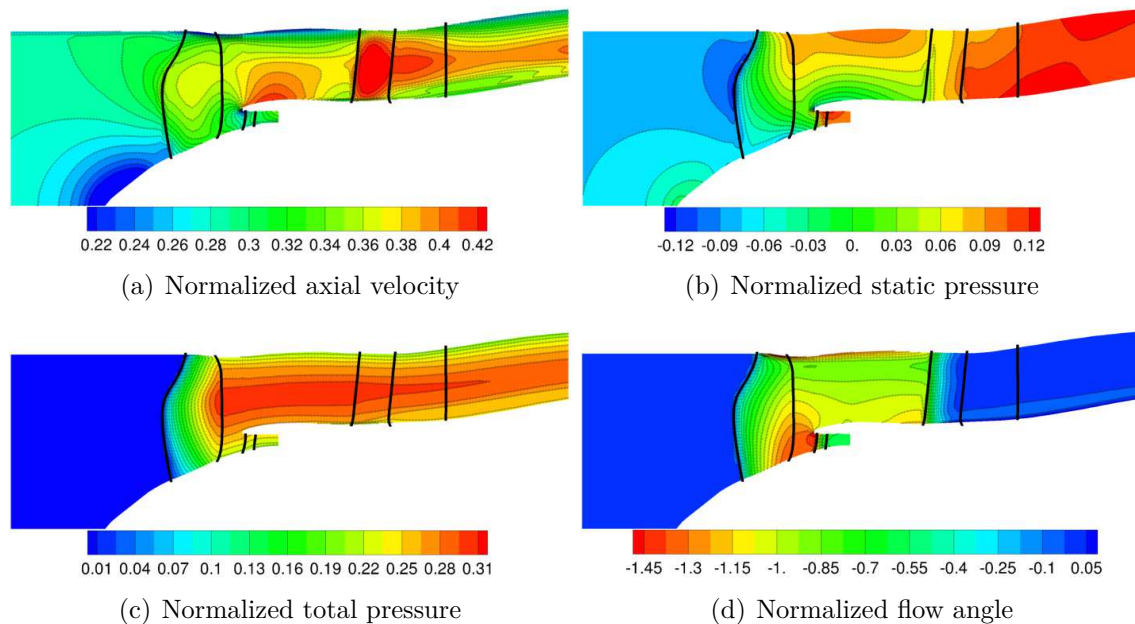 0.22 0.24 0.26 0.28 0.3 0.32 0.34 0.36 0.38 0.4 0.42
-0.12 -0.09 -0.06 -0.03 0. 0.03 0.06 0.09 0.12
(a) Normalized axial velocity
(b) Normalized static pressure
0.01 0.04 0.07 0.1 0.13 0.16 0.19 0.22 0.25 0.28 0.31
-1.45 -1.3 -1.15 -1. -0.85 -0.7 -0.55 -0.4 -0.25 -0.1 0.05
(c) Normalized total pressure
(d) Normalized flow angle